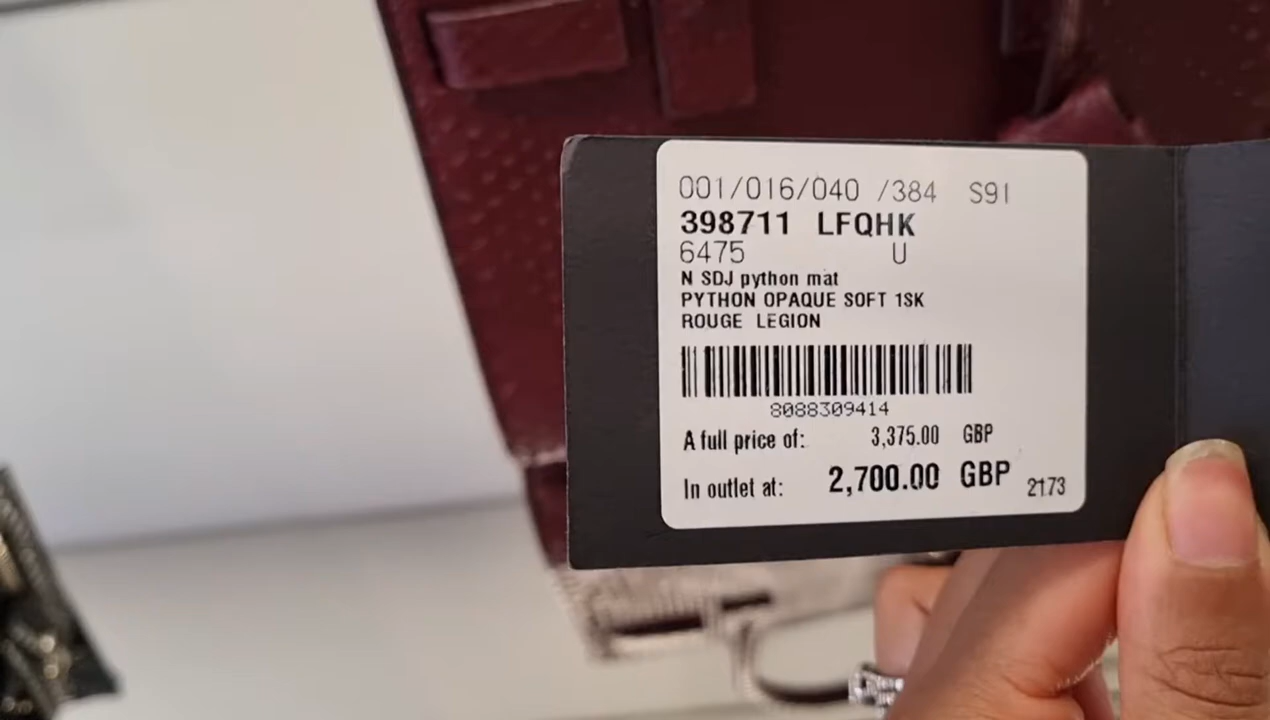 001/016/040 /384 S91
398711 LFQHK
6475 U
N SDJ python mat
PYTHON OPAQUE SOFT 1SK
ROUGE LEGION
8088309414
A full price of: 3,375.00 GBP
In outlet at: 2,700.00 GBP 2173